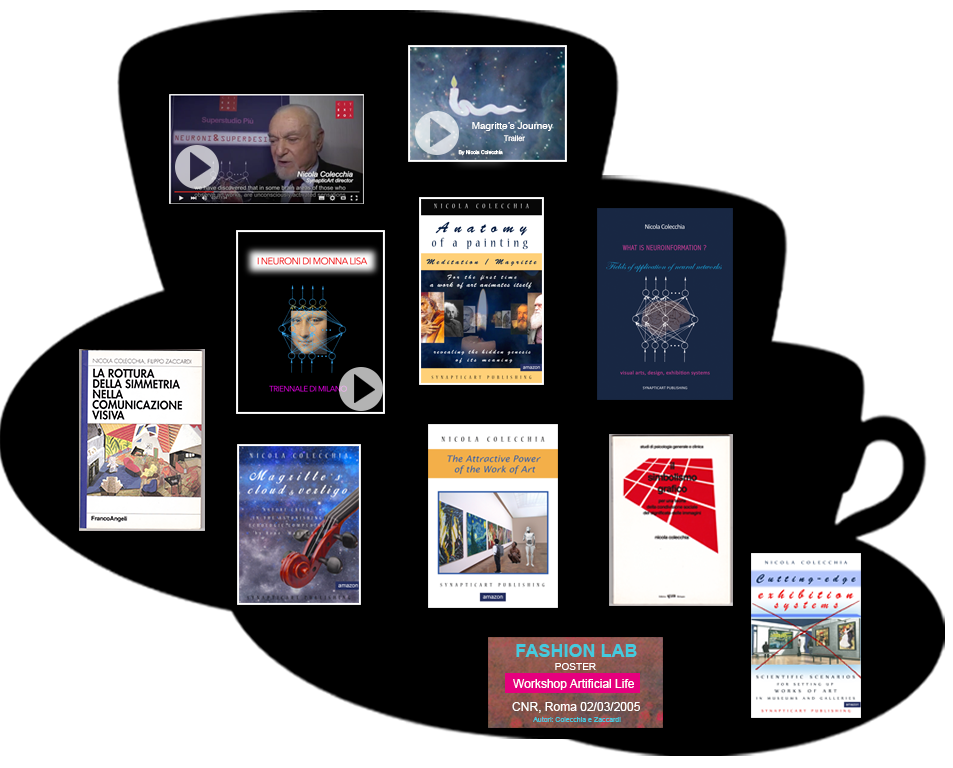 Superstudio Più
NEURONI&SUPERDESI
Nicola Colecchia
SynapticArt director
we have discovered that in some brain areas of those who
Magritte's Journey
Trailer
By Nicola Colecchia
I NEURONI DI MONNA LISA
TRIENNALE DI MILANO
NICOLA COLECCHIA
Anatomy
of a painting
Meditation / Magritte
For the first time
a work of art animates itself
revealing the hidden genesis
of its meaning
amazon
SYNAPTICART PUBLISHING
Nicola Colecchia
WHAT IS NEUROINFORMATION ?
Fields of application of neural networks
visual arts, design, exhibition systems
SYNAPTICART PUBLISHING
NICOLA COLECCHIA, FILIPPO ZACCARDI
LA ROTTURA
DELLA SIMMETRIA
NELLA
COMUNICAZIONE
VISIVA
FrancoAngeli
NICOLA COLECCHIA
Magritte's
cloud & vertigo
amazon
SYNAPTICART PUBLISHING
NICOLA COLECCHIA
The Attractive Power
of the Work of Art
SYNAPTICART PUBLISHING
amazon
studi di psicologia generale e clinica
il
simbolismo
grafico
nicola colecchia
NICOLA COLECCHIA
Cutting-edge
exhibition
systems
SCIENTIFIC SCENARIOS
FOR SETTING UP
WORKS OF ART
IN MUSEUMS AND GALLERIES
amazon
SYNAPTICART PUBLISHING
FASHION LAB
POSTER
Workshop Artificial Life
CNR, Roma 02/03/2005
Autori: Colecchia e Zaccardi